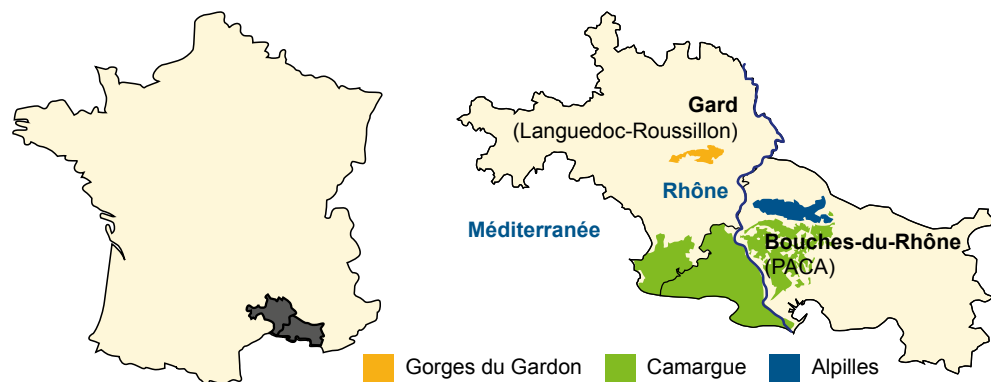 Gard
(Languedoc-Roussillon)
Rhône
Méditerranée
Bouches-du-Rhône
(PACA)
Gorges du Gardon
Camargue
Alpilles